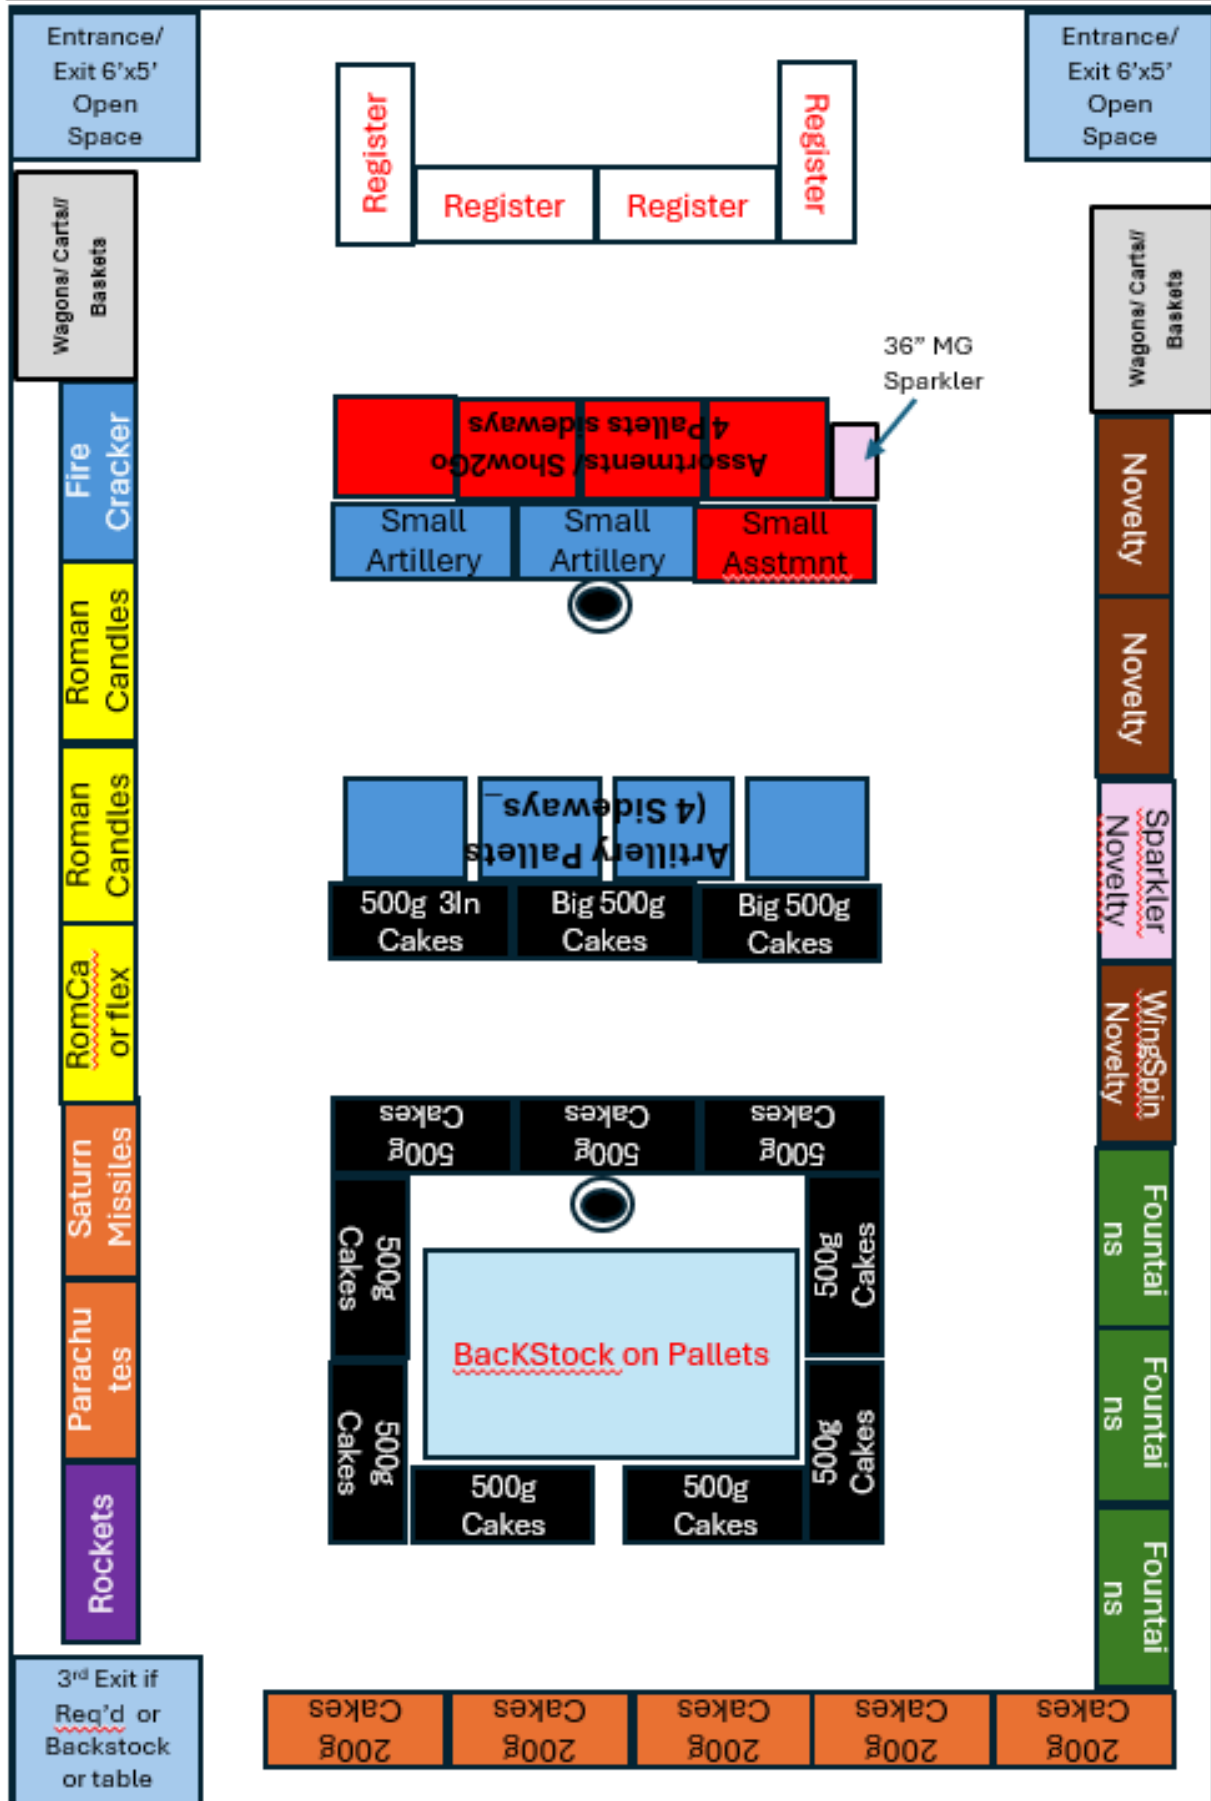 Entrance/
Exit 6’x5’
Open
Space
Entrance/
Exit 6’x5’
Open
Space
Register
Register
Register
Register
Wagons/ Carts//
Baskets
Wagons/ Carts//
Baskets
36” MG
Sparkler
Assortments/ Show2Go
4 Pallets sideways
Small
Artillery
Small
Artillery
Small
Asstmnt
Fire
Cracker
Roman
Candles
Roman
Candles
RomCa
or flex
Saturn
Missiles
Parachu
tes
Rockets
Novelty
Novelty
Sparkler
Novelty
WingSpin
Novelty
Fountai
ns
Fountai
ns
Fountai
ns
Artillery Pallets
(4 Sideways_
500g 3In
Cakes
Big 500g
Cakes
Big 500g
Cakes
500g
Cakes
500g
Cakes
500g
Cakes
500g
Cakes
500g
Cakes
500g
Cakes
500g
Cakes
BacKStock on Pallets
500g
Cakes
500g
Cakes
3rd Exit if
Req’d or
Backstock
or table
200g
Cakes
200g
Cakes
200g
Cakes
200g
Cakes
200g
Cakes